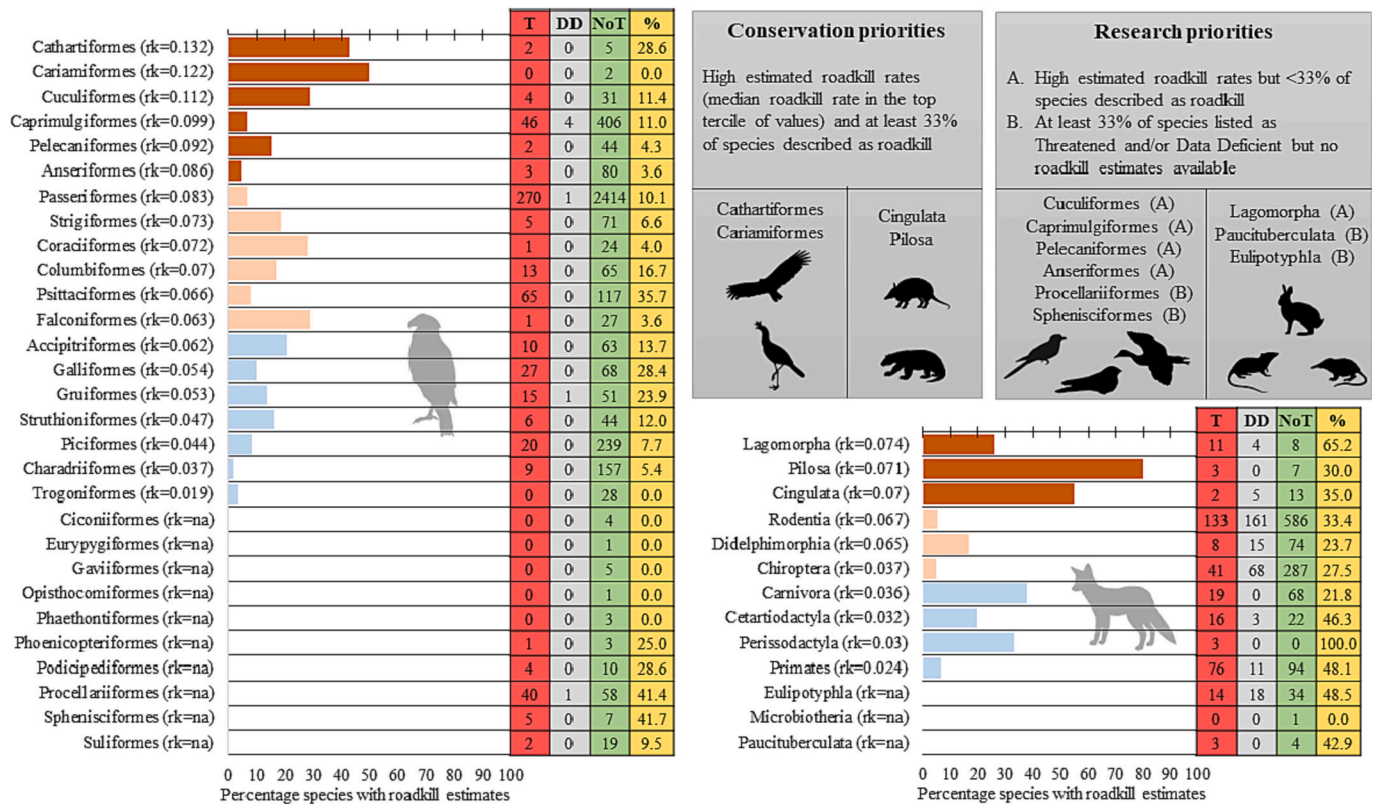 T DD NoT %
Cathartiformes (rk=0.132) 2 0 5 28.6
Cariamiformes (rk=0.122) 0 0 2 0.0
Cuculiformes (rk=0.112) 4 0 31 11.4
Caprimulgiformes (rk=0.099) 46 4 406 11.0
Pelecaniformes (rk=0.092) 2 0 44 4.3
Anseriformes (rk=0.086) 3 0 80 3.6
Passeriformes (rk=0.083) 270 1 2414 10.1
Strigiformes (rk=0.073) 5 0 71 6.6
Coraciiformes (rk=0.072) 1 0 24 4.0
Columbiformes (rk=0.07) 13 0 65 16.7
Psittaciformes (rk=0.066) 65 0 117 35.7
Falconiformes (rk=0.063) 1 0 27 3.6
Accipitriformes (rk=0.062) 10 0 63 13.7
Galliformes (rk=0.054) 27 0 68 28.4
Gruiformes (rk=0.053) 15 1 51 23.9
Struthioniformes (rk=0.047) 6 0 44 12.0
Piciformes (rk=0.044) 20 0 239 7.7
Charadriiformes (rk=0.037) 9 0 157 5.4
Trogoniformes (rk=0.019) 0 0 28 0.0
Ciconiiformes (rk=na) 0 0 4 0.0
Eurypygiformes (rk=na) 0 0 1 0.0
Gaviiformes (rk=na) 0 0 5 0.0
Opisthocomiformes (rk=na) 0 0 1 0.0
Phaethontiformes (rk=na) 0 0 3 0.0
Phoenicopteriformes (rk=na) 1 0 3 25.0
Podicipediformes (rk=na) 4 0 10 28.6
Procellariiformes (rk=na) 40 1 58 41.4
Sphenisciformes (rk=na) 5 0 7 41.7
Suliformes (rk=na) 2 0 19 9.5
0 10 20 30 40 50 60 70 80 90 100
Percentage species with roadkill estimates
Conservation priorities
High estimated roadkill rates
(median roadkill rate in the top
tercile of values) and at least 33%
of species described as roadkill
Cathartiformes
Cariamiformes
Cingulata
Pilosa
Research priorities
A. High estimated roadkill rates but <33% of
species described as roadkill
B. At least 33% of species listed as
Threatened and/or Data Deficient but no
roadkill estimates available
Cuculiformes (A)
Caprimulgiformes (A)
Pelecaniformes (A)
Anseriformes (A)
Procellariiformes (B)
Sphenisciformes (B)
Lagomorpha (A)
Paucituberculata (B)
Eulipotyphla (B)
T DD NoT %
Lagomorpha (rk=0.074) 11 4 8 65.2
Pilosa (rk=0.071) 3 0 7 30.0
Cingulata (rk=0.07) 2 5 13 35.0
Rodentia (rk=0.067) 133 161 586 33.4
Didelphimorphia (rk=0.065) 8 15 74 23.7
Chiroptera (rk=0.037) 41 68 287 27.5
Carnivora (rk=0.036) 19 0 68 21.8
Cetartiodactyla (rk=0.032) 16 3 22 46.3
Perissodactyla (rk=0.03) 3 0 0 100.0
Primates (rk=0.024) 76 11 94 48.1
Eulipotyphla (rk=na) 14 18 34 48.5
Microbiotheria (rk=na) 0 0 1 0.0
Paucituberculata (rk=na) 3 0 4 42.9
0 10 20 30 40 50 60 70 80 90 100
Percentage species with roadkill estimates